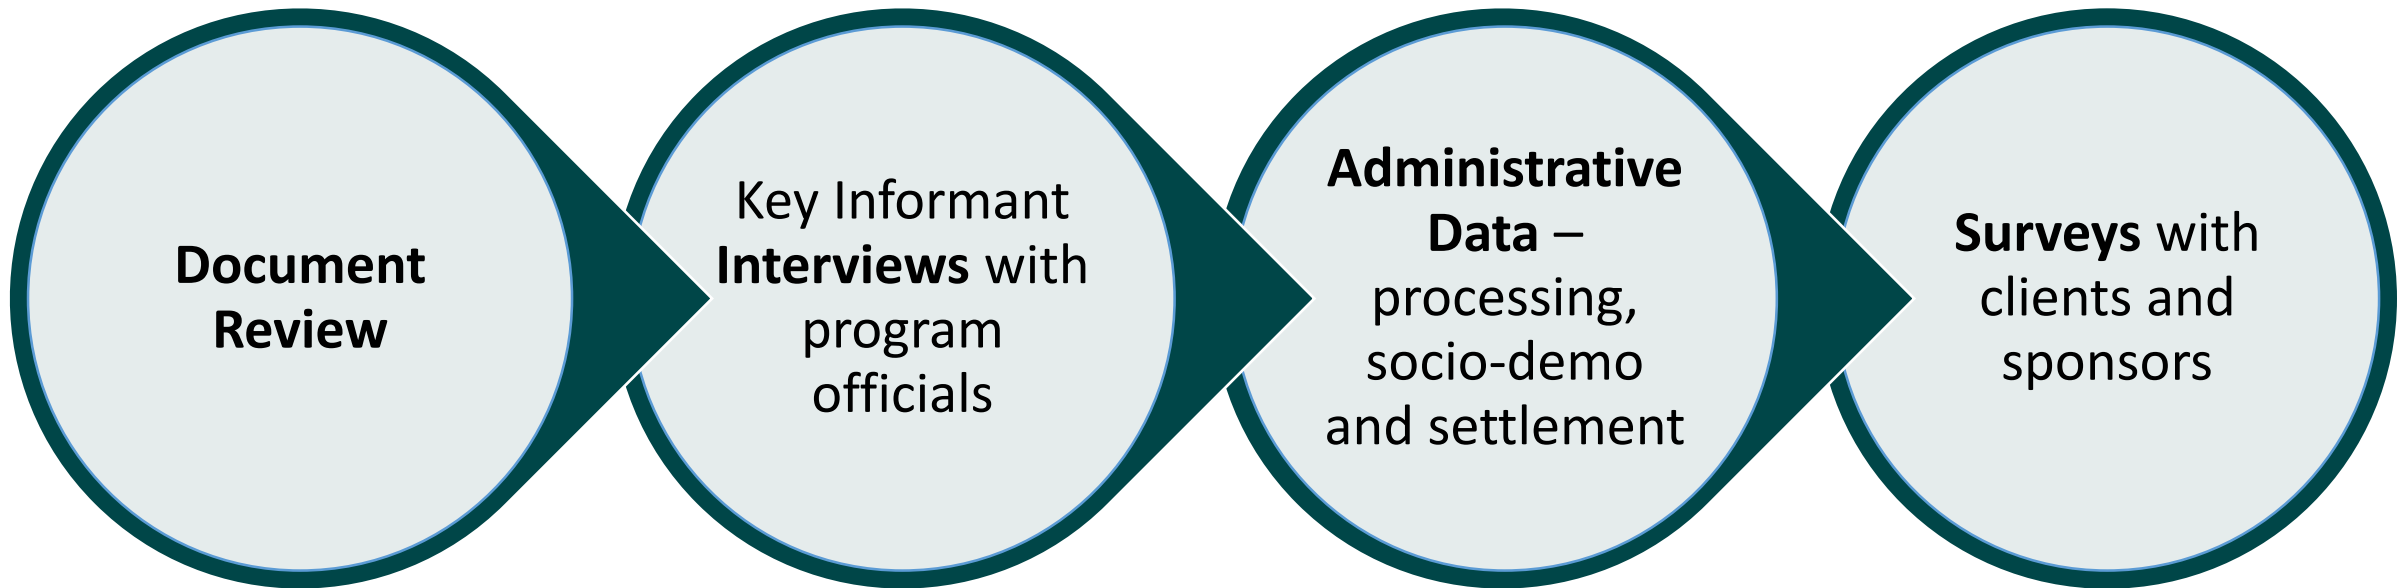 Document
Review
Key Informant
Interviews with
program
officials
Administrative
Data –
processing,
socio-demo
and settlement
Surveys with
clients and
sponsors